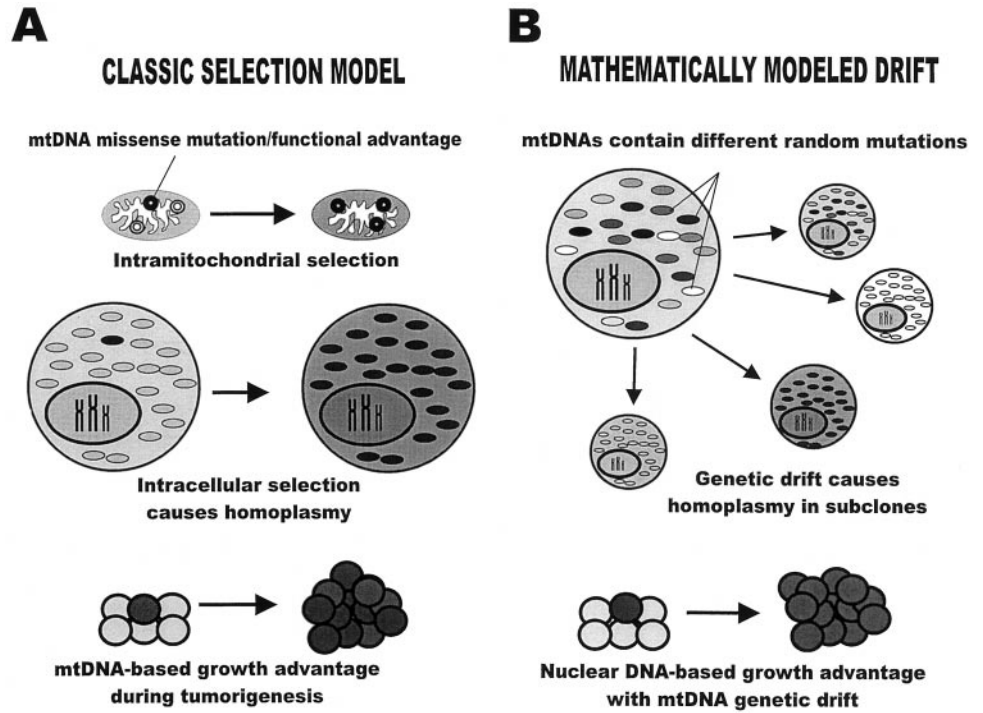 A
CLASSIC SELECTION MODEL
mtDNA missense mutation/functional advantage
Intramitochondrial selection
Intracellular selection
causes homoplasmy
mtDNA-based growth advantage
during tumorigenesis
B
MATHEMATICALLY MODELED DRIFT
mtDNAs contain different random mutations
Genetic drift causes
homoplasmy in subclones
Nuclear DNA-based growth advantage
with mtDNA genetic drift